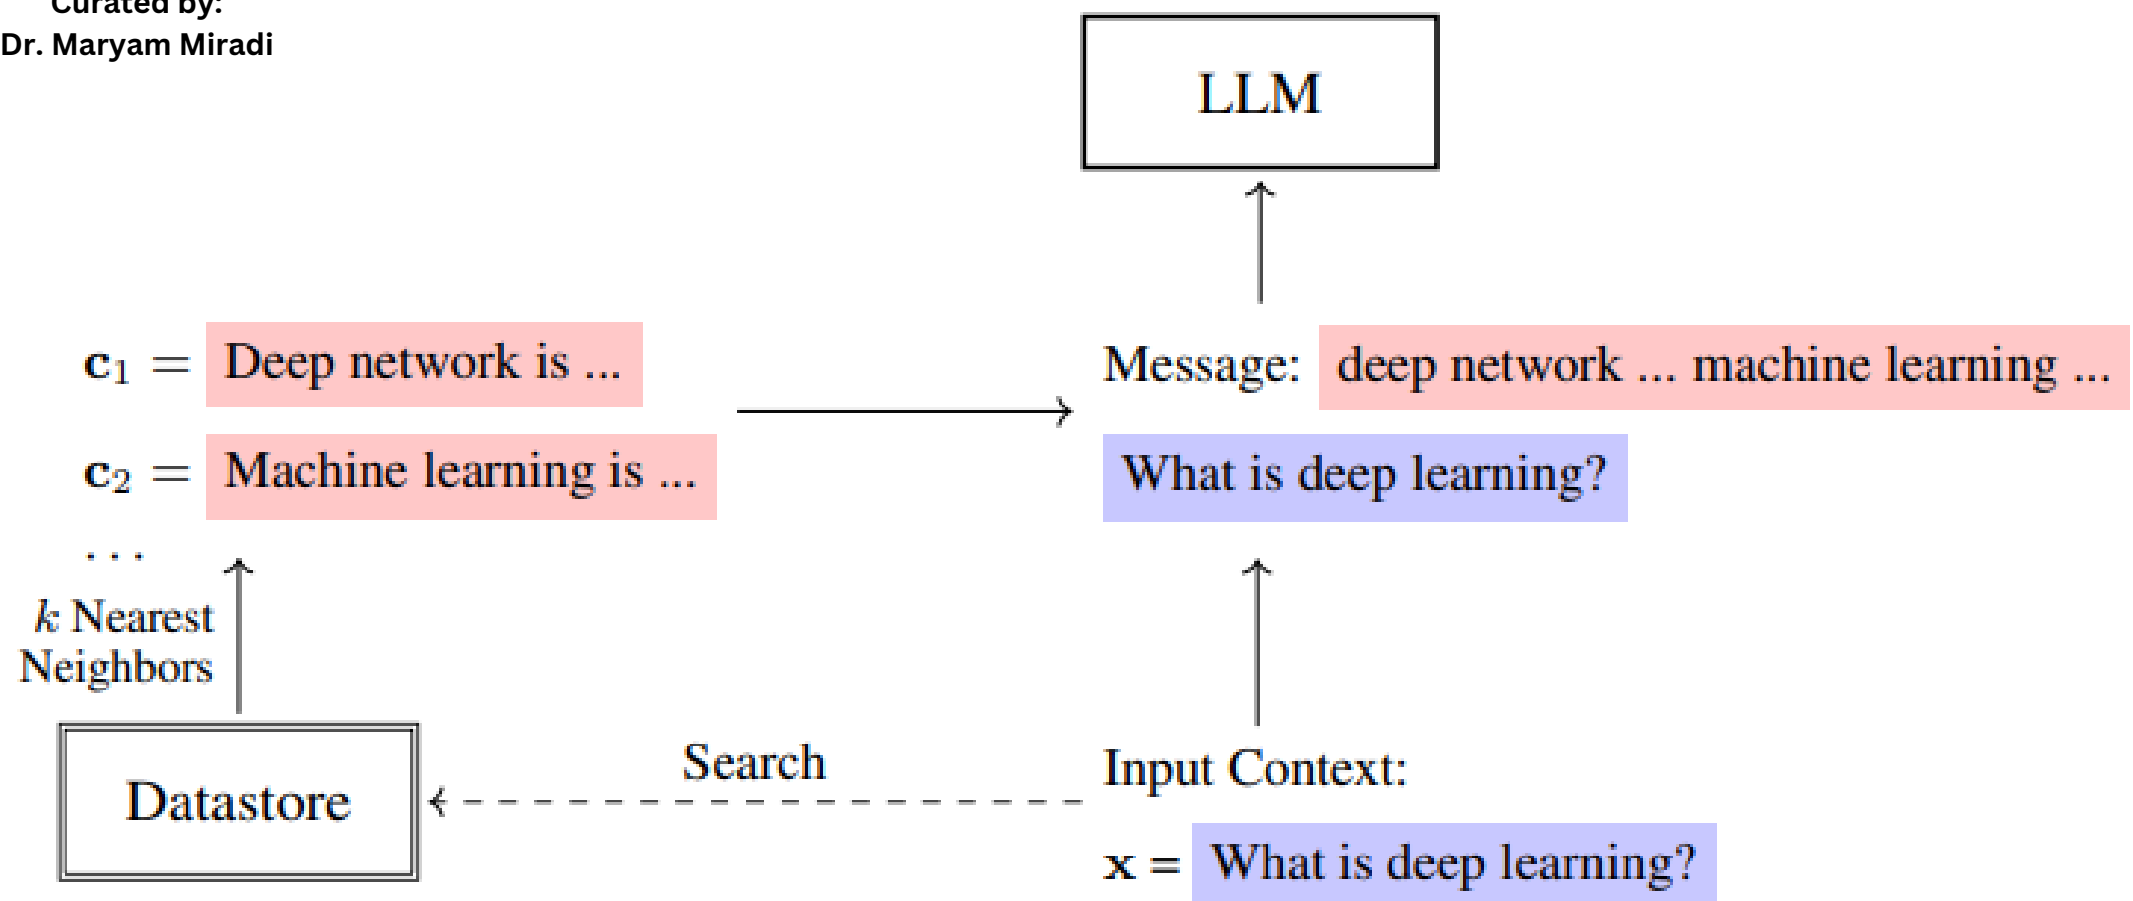 Curated by:
Dr. Maryam Miradi
LLM
c₁ = Deep network is ...
c₂ = Machine learning is ...
...
Message: deep network ... machine learning ...
What is deep learning?
k Nearest
Neighbors
Datastore
Search
Input Context:
x = What is deep learning?